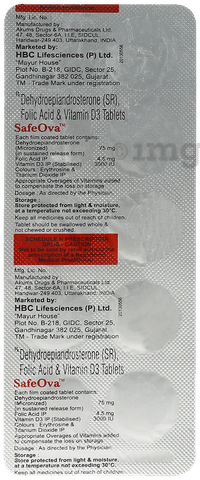 Mfg. Lic. No.
Manufactured by
Akums Drugs & Pharmaceuticals Ltd.
47, 48, Sector-6A, I.I.E, SIDCUL,
Haridwar-249 403, Uttarakhand, INDIA
Marketed by:
HBC Lifesciences (P) Ltd.
"Mayur House"
Plot No. B-218, GIDC, Sector 25,
Gandhinagar 382 025, Gujarat
TM - Trade Mark under registration
Rx Dehydroepiandrosterone (SR),
Folic Acid & Vitamin D3 Tablets
SafeOva™
Each film coated tablet contains:
Dehydroepiandrosterone
(Micronized) 75 mg
(in sustained release form)
Folic Acid IP 4.5 mg
Vitamin D3 IP (Stabilised) 3000 IU
Colours : Erythrosine &
Titanium Dioxide IP
Appropriate Overages of Vitamins added
to compensate the loss on storage
Dosage : As directed by the Physician.
Storage :
Store protected from light & moisture,
at a temperature not exceeding 30°C.
Keep all medicines out of reach of children.
Tablet should be swallowed whole &
not chewed or crushed.
Mfg. Lic. No.
Manufactured by
Akums Drugs & Pharmaceuticals Ltd.
47, 48, Sector-6A, I.I.E, SIDCUL,
Haridwar-249 403, Uttarakhand, INDIA
Marketed by:
HBC Lifesciences (P) Ltd.
"Mayur House"
Plot No. B-218, GIDC, Sector 25,
Gandhinagar 382 025, Gujarat
TM - Trade Mark under registration
Rx Dehydroepiandrosterone (SR),
Folic Acid & Vitamin D3 Tablets
SafeOva™
Each film coated tablet contains:
Dehydroepiandrosterone
(Micronized) 75 mg
(in sustained release form)
Folic Acid IP 4.5 mg
Vitamin D3 IP (Stabilised) 3000 IU
Colours : Erythrosine &
Titanium Dioxide IP
Appropriate Overages of Vitamins added
to compensate the loss on storage
Dosage : As directed by the Physician.
Storage :
Store protected from light & moisture,
at a temperature not exceeding 30°C.
Keep all medicines out of reach of children.